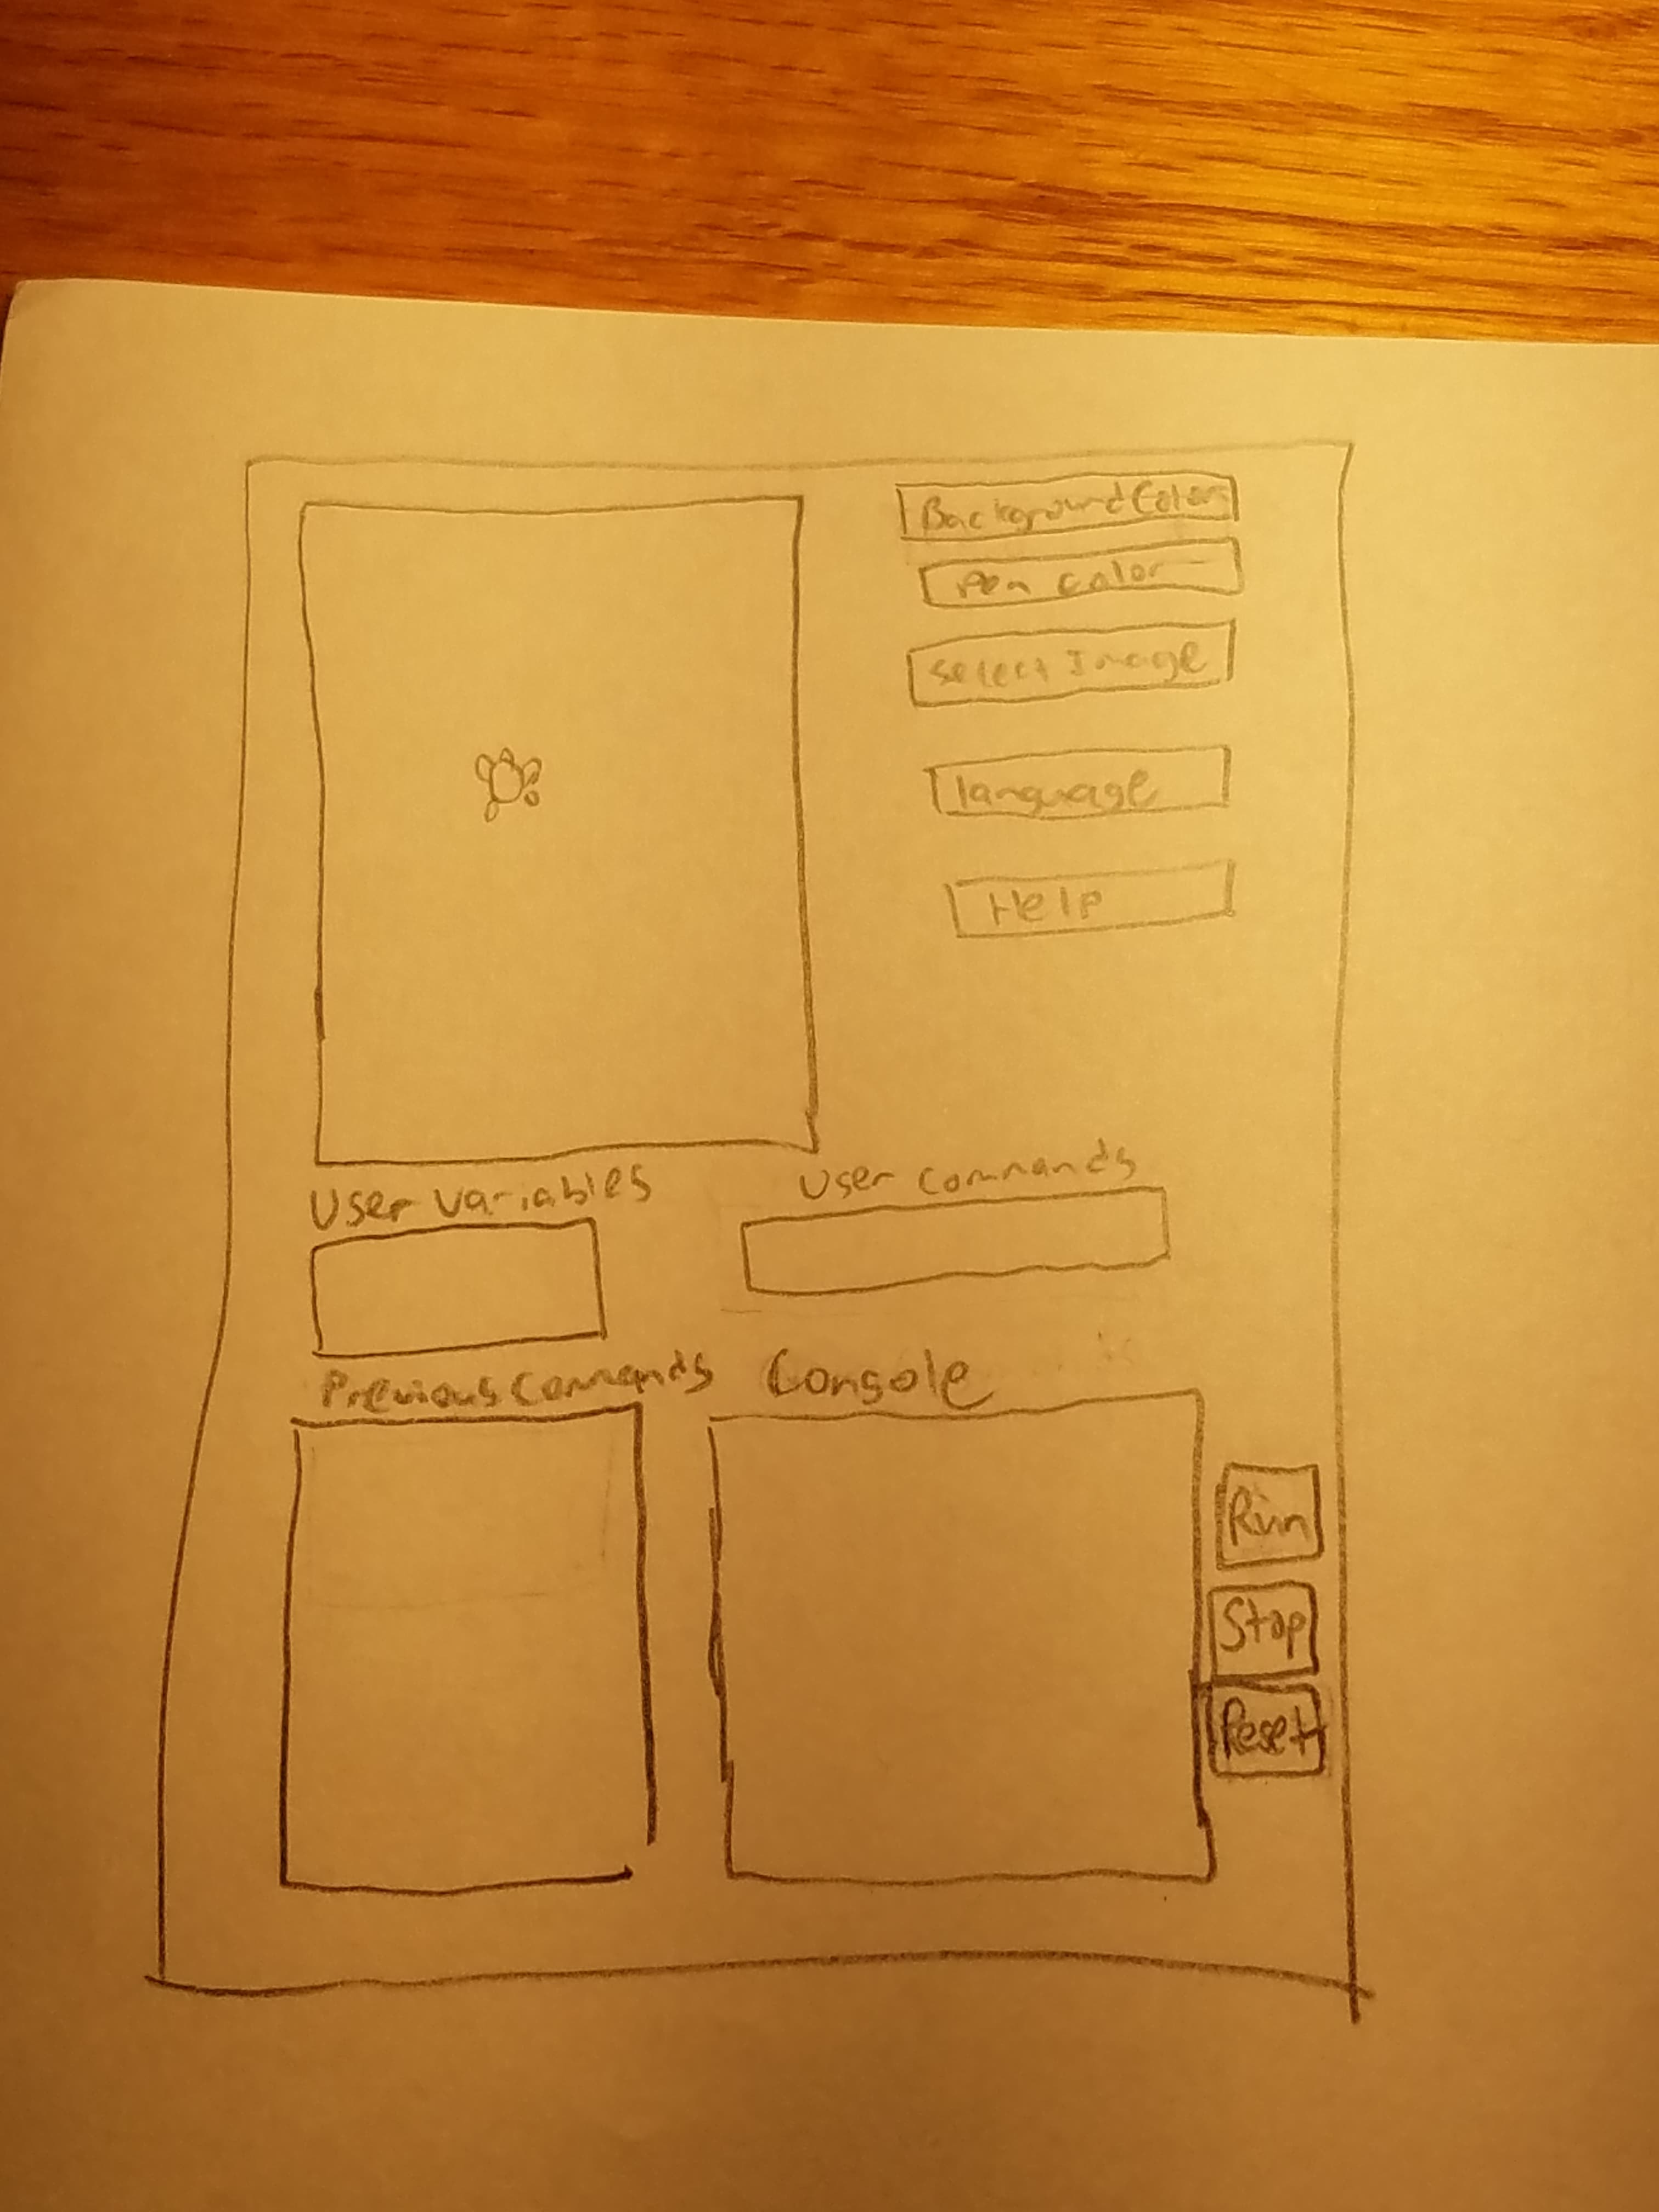 Background Color
Pen color
Select Image
language
Help
User Variables
User Commands
Previous Commands
Console
Run
Stop
Reset